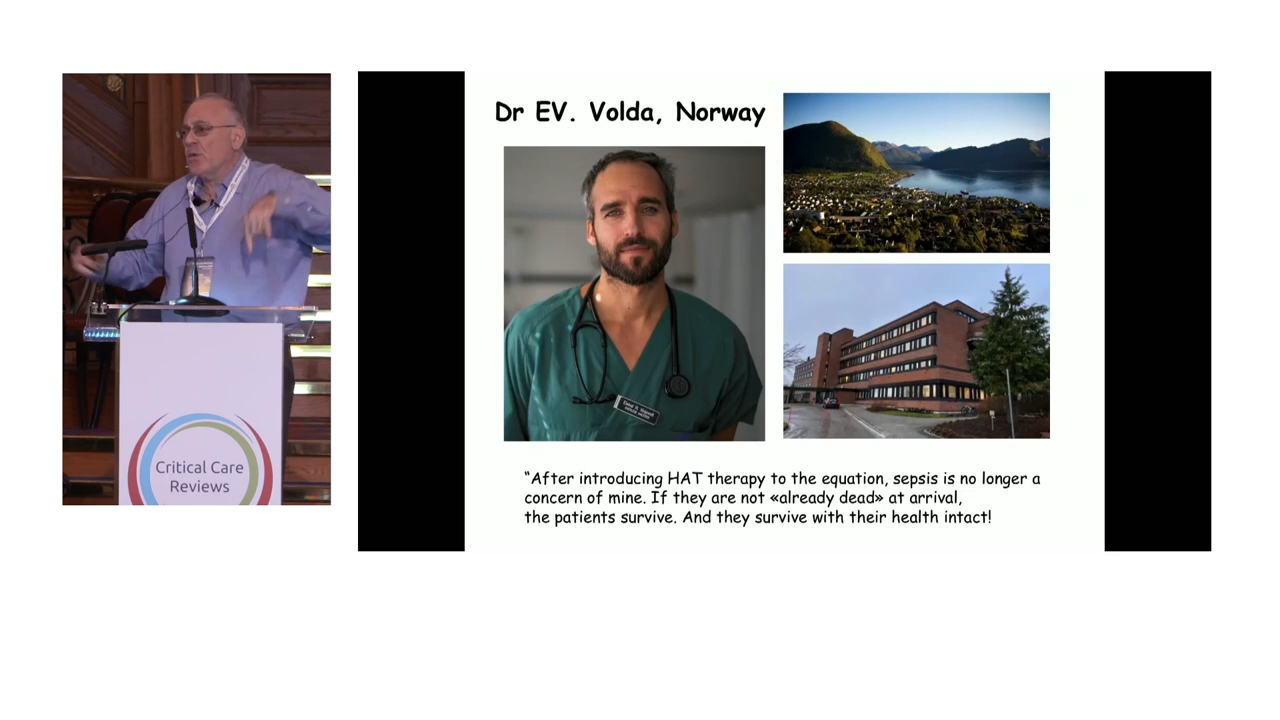 Dr EV. Volda, Norway
“After introducing HAT therapy to the equation, sepsis is no longer a
concern of mine. If they are not «already dead» at arrival,
the patients survive. And they survive with their health intact!
Critical Care
Reviews